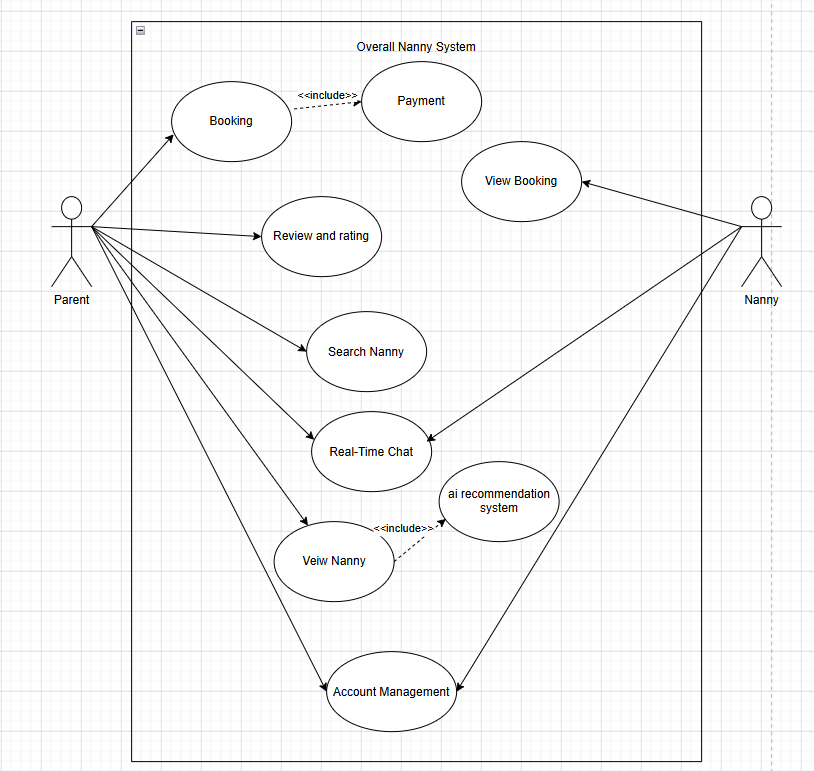 Overall Nanny System
<<include>>
Payment
Booking
View Booking
Review and rating
Parent
Nanny
Search Nanny
Real-Time Chat
ai recommendation
system
<<include>>
Veiw Nanny
Account Management